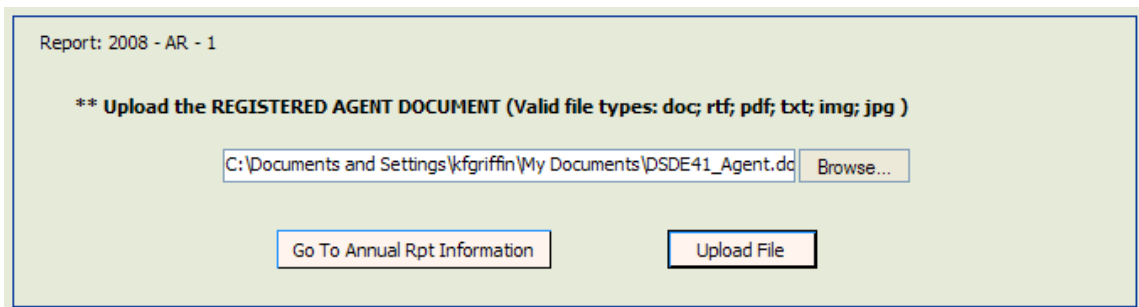 Report: 2008 - AR - 1
** Upload the REGISTERED AGENT DOCUMENT (Valid file types: doc; rtf; pdf; txt; img; jpg )
C:\Documents and Settings\kfgriffin\My Documents\DSDE41_Agent.dc Browse...
Go To Annual Rpt Information Upload File